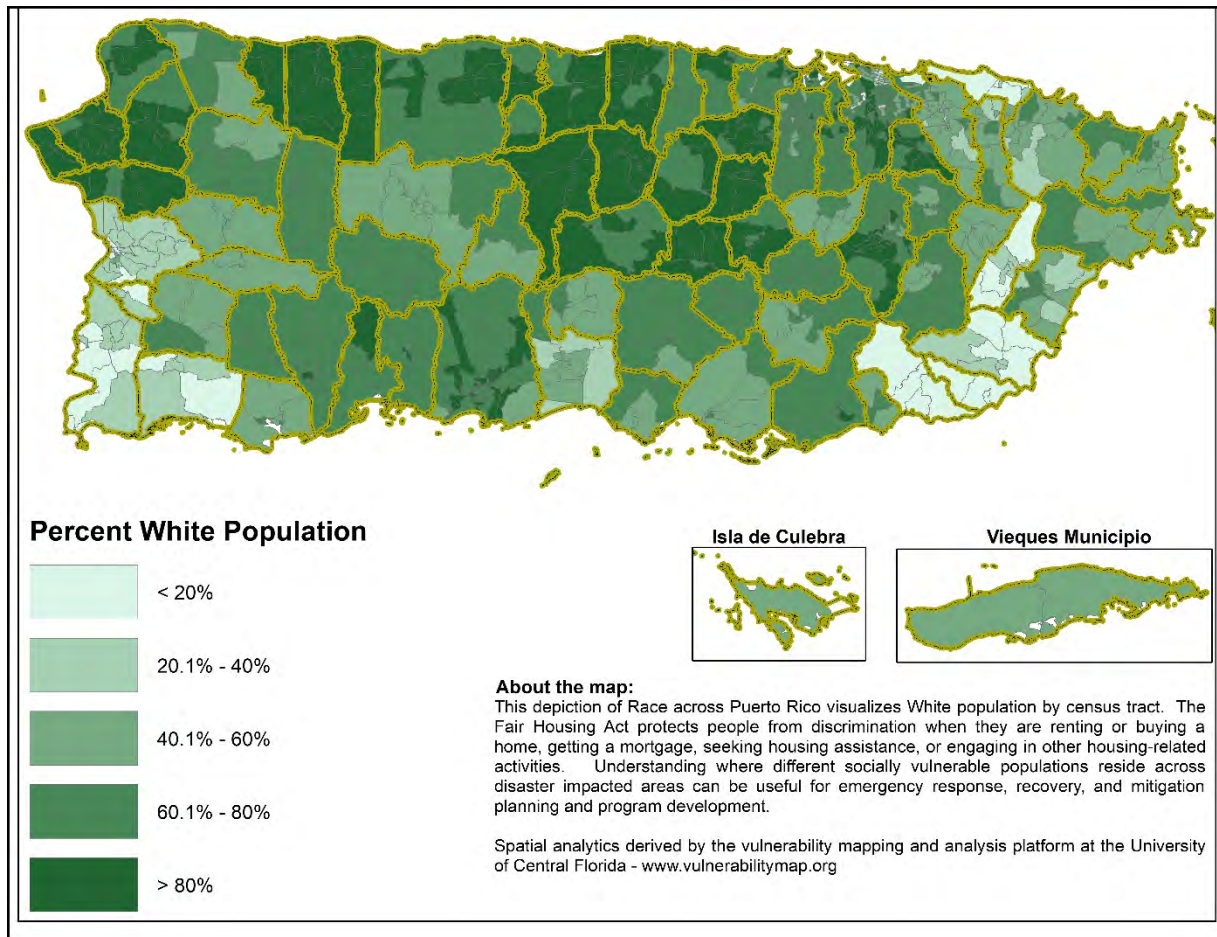 Percent White Population
< 20%
20.1% - 40%
40.1% - 60%
60.1% - 80%
> 80%
Isla de Culebra
Vieques Municipio
About the map:
This depiction of Race across Puerto Rico visualizes White population by census tract. The
Fair Housing Act protects people from discrimination when they are renting or buying a
home, getting a mortgage, seeking housing assistance, or engaging in other housing-related
activities. Understanding where different socially vulnerable populations reside across
disaster impacted areas can be useful for emergency response, recovery, and mitigation
planning and program development.
Spatial analytics derived by the vulnerability mapping and analysis platform at the University
of Central Florida - www.vulnerabilitymap.org